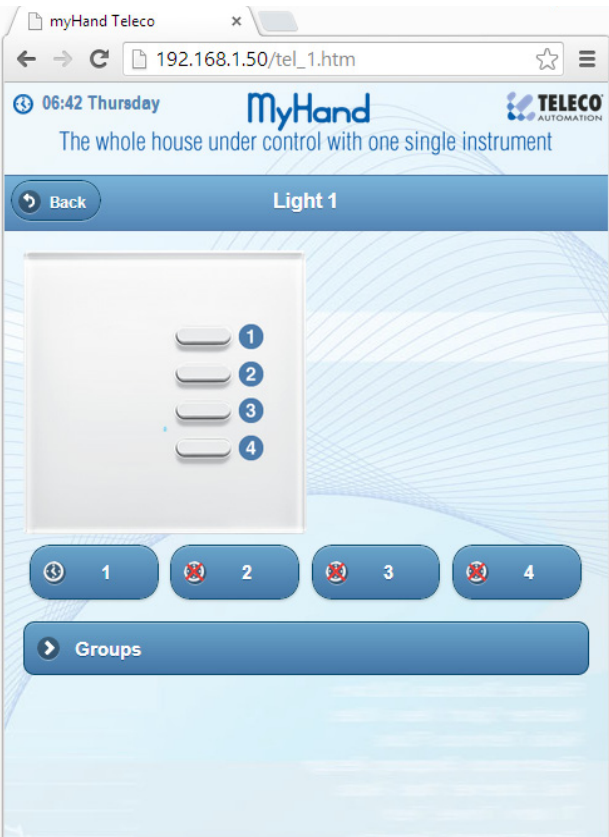 myHand Teleco
192.168.1.50/tel_1.htm
06:42 Thursday
MyHand
TELECO
AUTOMATION
The whole house under control with one single instrument
Back
Light 1
1
2
3
4
1 2 3 4
Groups